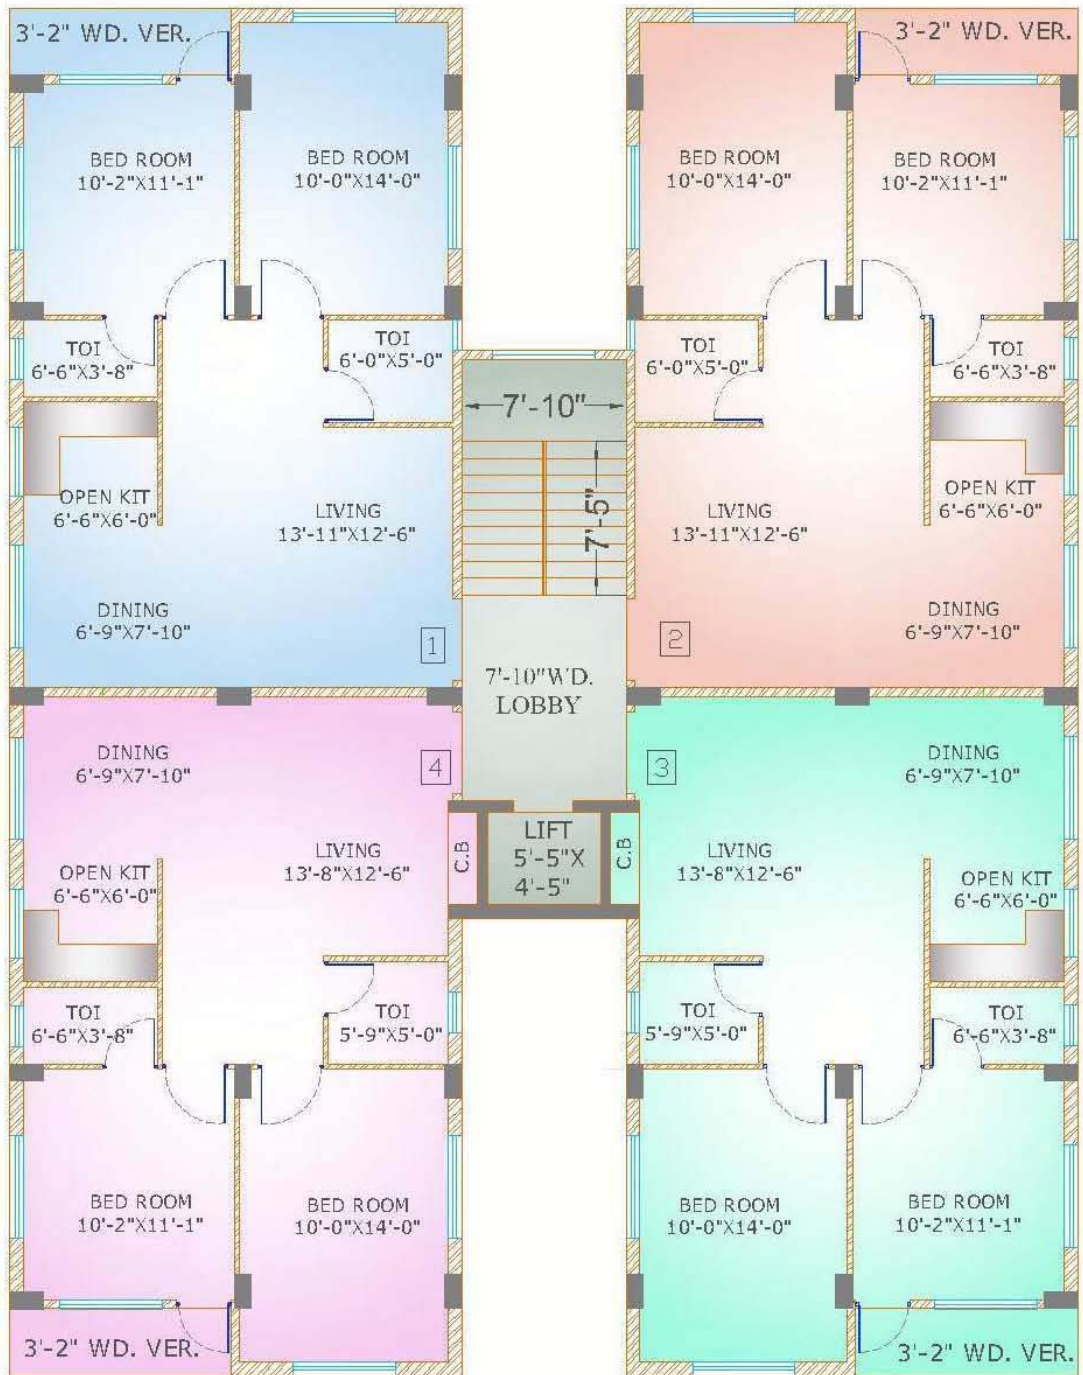 3'-2" WD. VER.
BED ROOM
10'-2"X11'-1"
BED ROOM
10'-0"X14'-0"
TOI
6'-6"X3'-8"
TOI
6'-0"X5'-0"
OPEN KIT
6'-6"X6'-0"
LIVING
13'-11"X12'-6"
DINING
6'-9"X7'-10"
1
3'-2" WD. VER.
BED ROOM
10'-0"X14'-0"
BED ROOM
10'-2"X11'-1"
TOI
6'-0"X5'-0"
TOI
6'-6"X3'-8"
OPEN KIT
6'-6"X6'-0"
LIVING
13'-11"X12'-6"
DINING
6'-9"X7'-10"
2
7'-10"
7'-5"
7'-10"WD.
LOBBY
LIFT
5'-5"X
4'-5"
C.B
C.B
DINING
6'-9"X7'-10"
4
LIVING
13'-8"X12'-6"
OPEN KIT
6'-6"X6'-0"
TOI
6'-6"X3'-8"
TOI
5'-9"X5'-0"
BED ROOM
10'-2"X11'-1"
BED ROOM
10'-0"X14'-0"
3'-2" WD. VER.
3
DINING
6'-9"X7'-10"
LIVING
13'-8"X12'-6"
OPEN KIT
6'-6"X6'-0"
TOI
5'-9"X5'-0"
TOI
6'-6"X3'-8"
BED ROOM
10'-0"X14'-0"
BED ROOM
10'-2"X11'-1"
3'-2" WD. VER.